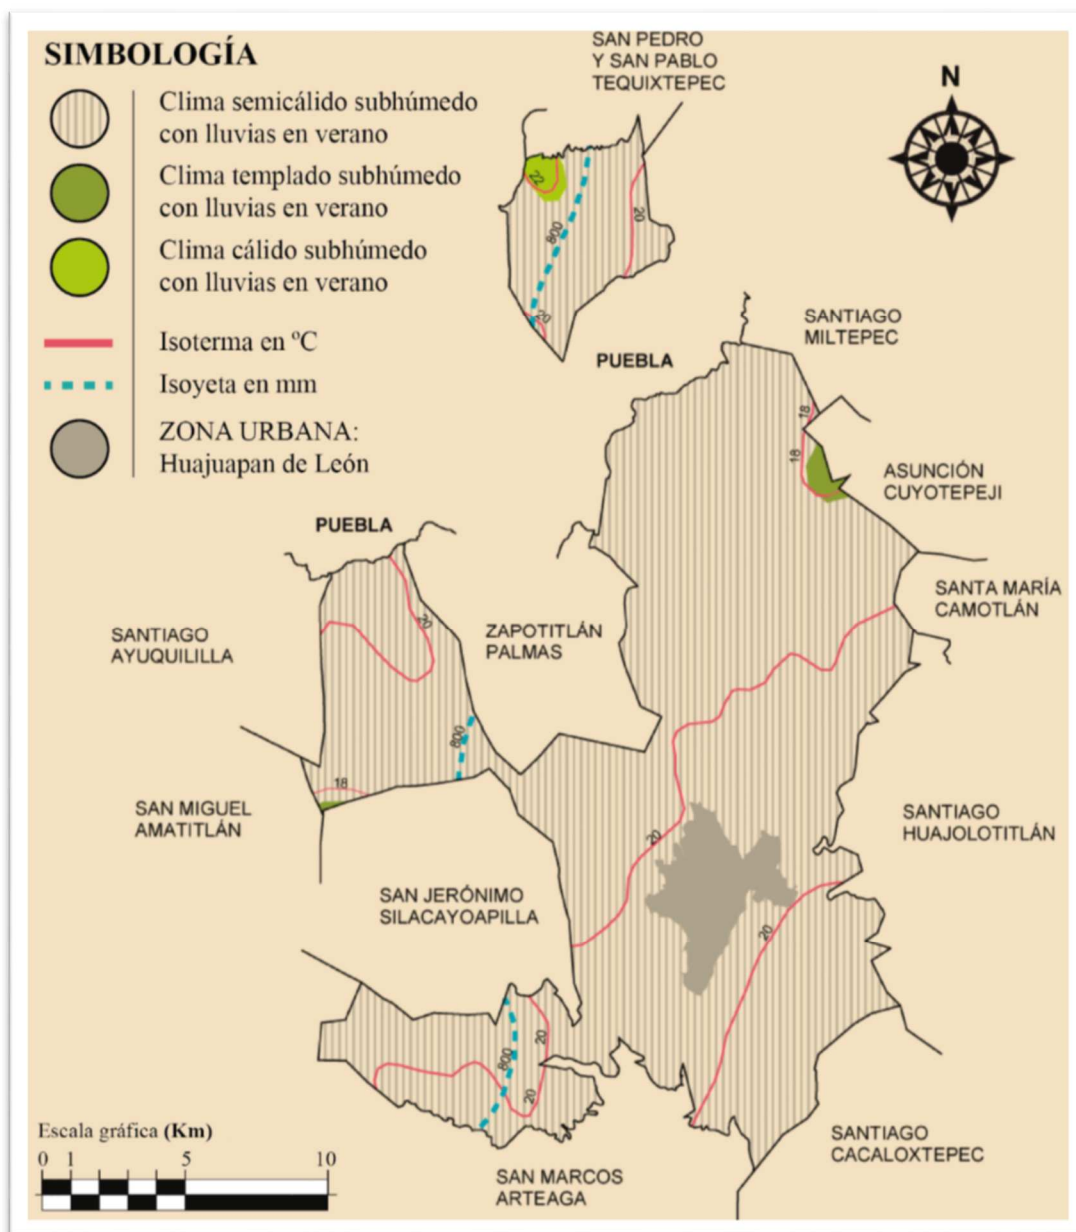 SIMBOLOGÍA
Clima semicálido subhúmedo
con lluvias en verano
Clima templado subhúmedo
con lluvias en verano
Clima cálido subhúmedo
con lluvias en verano
Isoterma en ºC
Isoyeta en mm
ZONA URBANA:
Huajuapan de León
SAN PEDRO
Y SAN PABLO
TEQUIXTEPEC
N
22
800
20
20
PUEBLA
SANTIAGO
MILTEPEC
18
18
ASUNCIÓN
CUYOTEPEJI
PUEBLA
SANTA MARÍA
CAMOTLÁN
SANTIAGO
AYUQUILILLA
20
ZAPOTITLÁN
PALMAS
800
18
SAN MIGUEL
AMATITLÁN
SANTIAGO
HUAJOLOTITLÁN
20
SAN JERÓNIMO
SILACAYOAPILLA
20
800
20
20
SANTIAGO
CACALOXTEPEC
SAN MARCOS
ARTEAGA
Escala gráfica (Km)
0 1 5 10